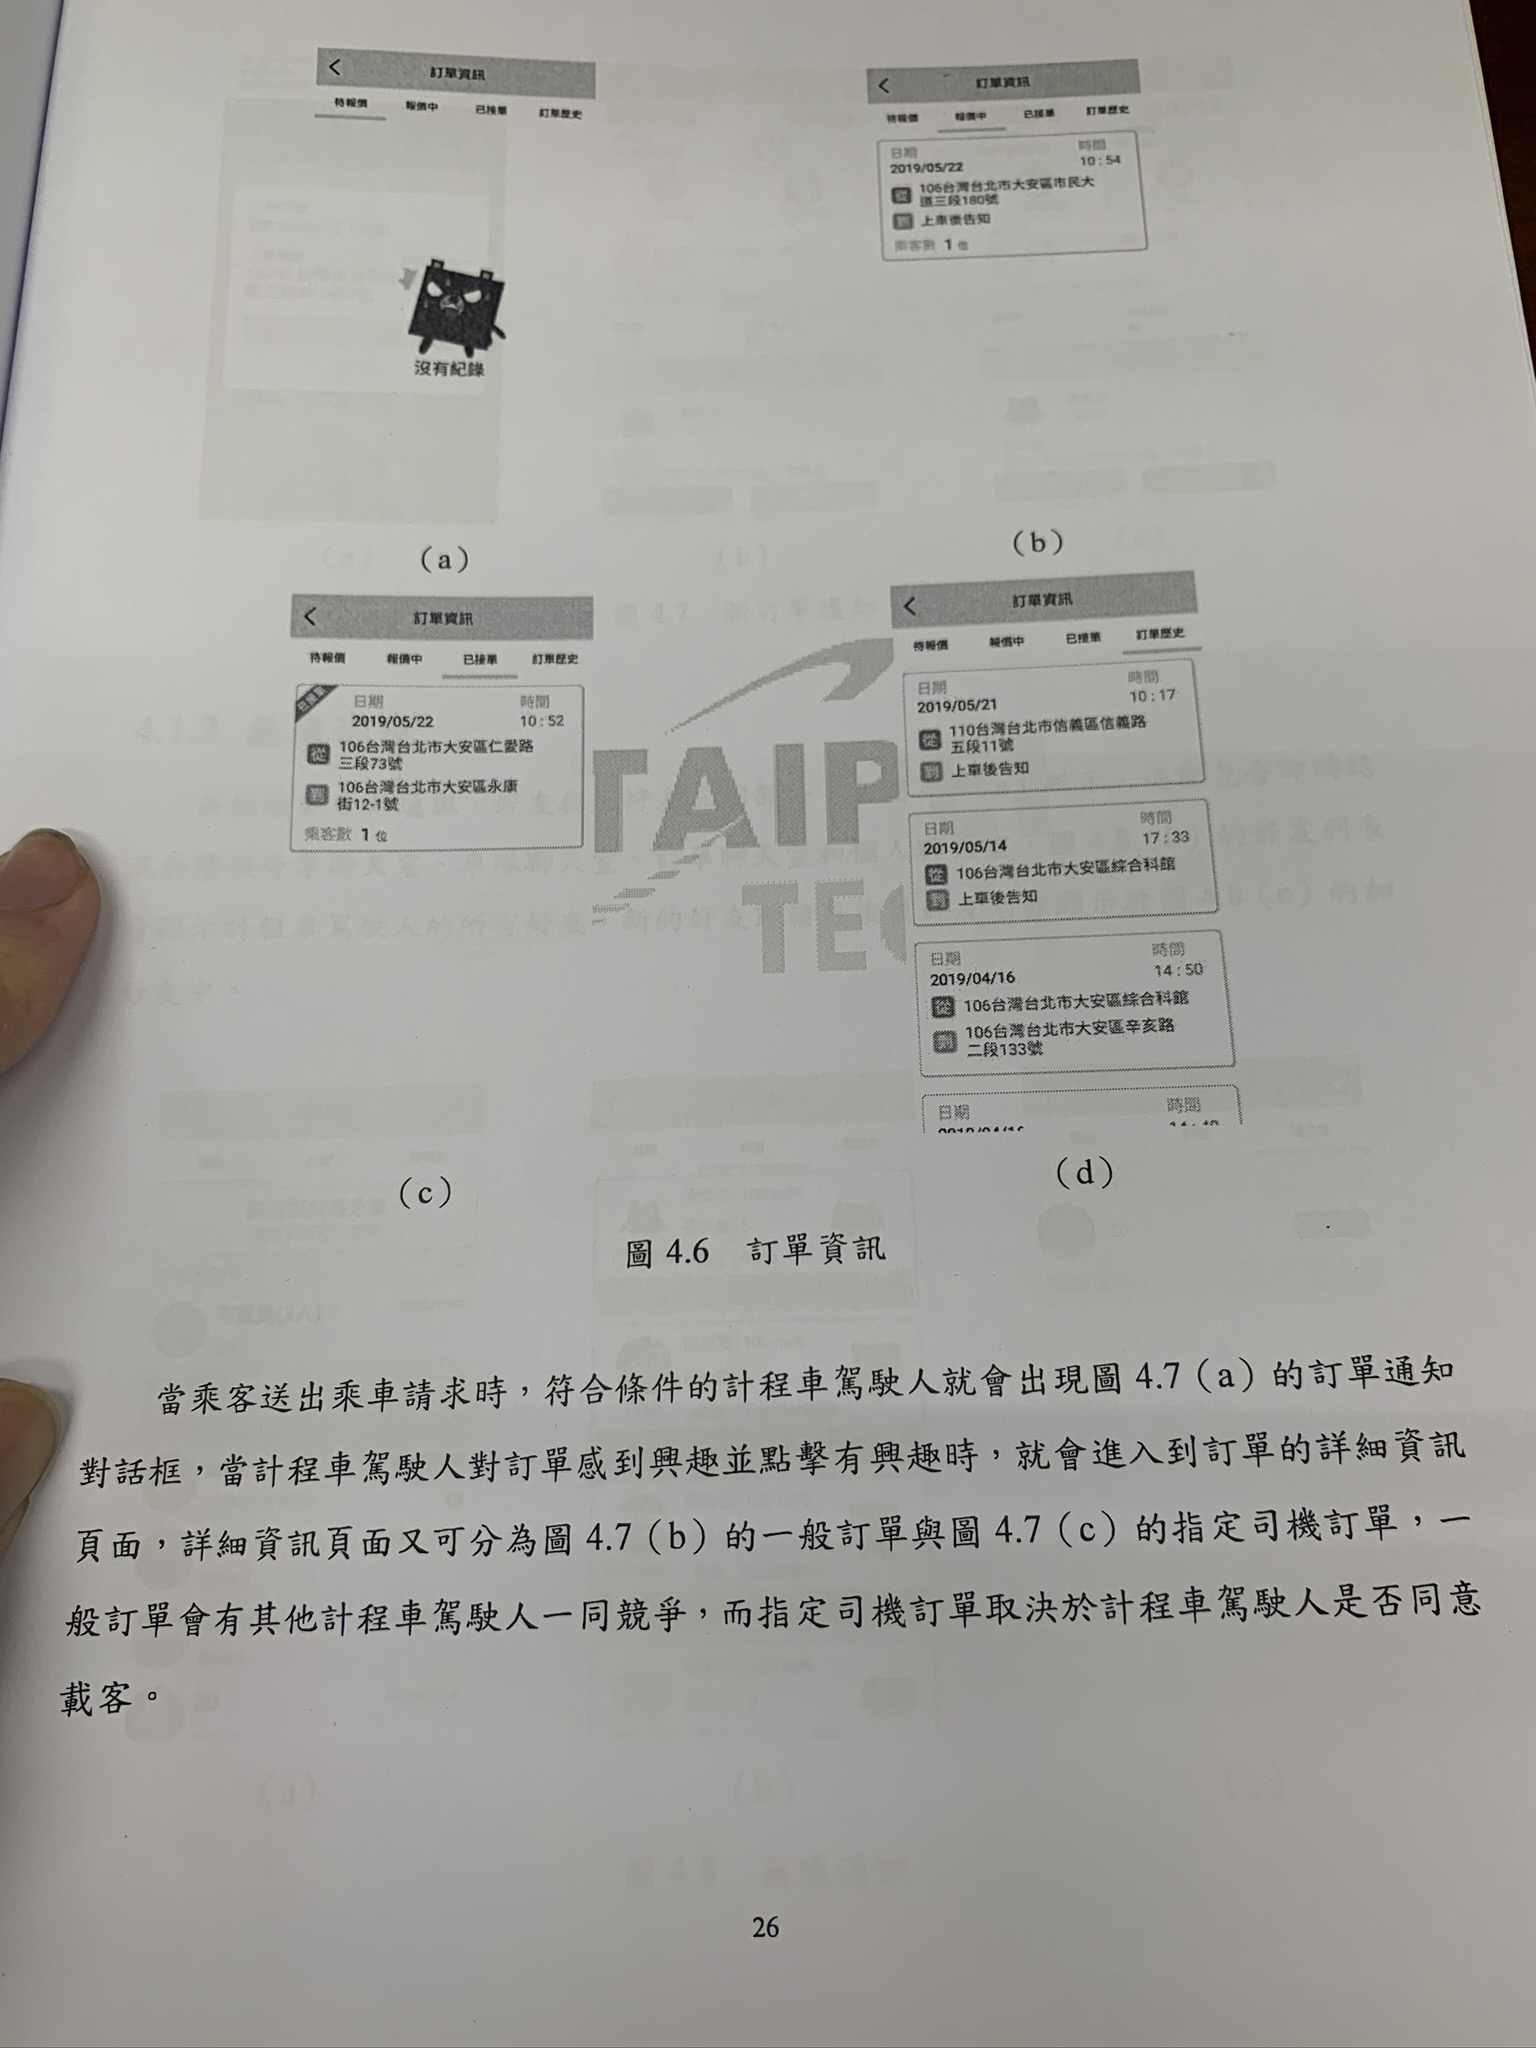 訂單資訊
待報價 報價中 已接單 訂單歷史
沒有紀錄
(a)
訂單資訊
待報價 報價中 已接單 訂單歷史
日期 時間
2019/05/22 10:54
從 106台灣台北市大安區市民大
道三段180號
到 上車後告知
乘客數 1 位
(b)
訂單資訊
待報價 報價中 已接單 訂單歷史
日期 時間
2019/05/22 10:52
從 106台灣台北市大安區仁愛路
三段73號
到 106台灣台北市大安區永康
街12-1號
乘客數 1 位
(c)
訂單資訊
待報價 報價中 已接單 訂單歷史
日期 時間
2019/05/21 10:17
從 110台灣台北市信義區信義路
五段11號
到 上車後告知
日期 時間
2019/05/14 17:33
從 106台灣台北市大安區綜合科館
到 上車後告知
日期 時間
2019/04/16 14:50
從 106台灣台北市大安區綜合科館
到 106台灣台北市大安區辛亥路
二段133號
日期 時間
(d)
TAIP
TEC
圖 4.6 訂單資訊
當乘客送出乘車請求時，符合條件的計程車駕駛人就會出現圖 4.7（a）的訂單通知
對話框，當計程車駕駛人對訂單感到興趣並點擊有興趣時，就會進入到訂單的詳細資訊
頁面，詳細資訊頁面又可分為圖 4.7（b）的一般訂單與圖 4.7（c）的指定司機訂單，一
般訂單會有其他計程車駕駛人一同競爭，而指定司機訂單取決於計程車駕駛人是否同意
載客。
26